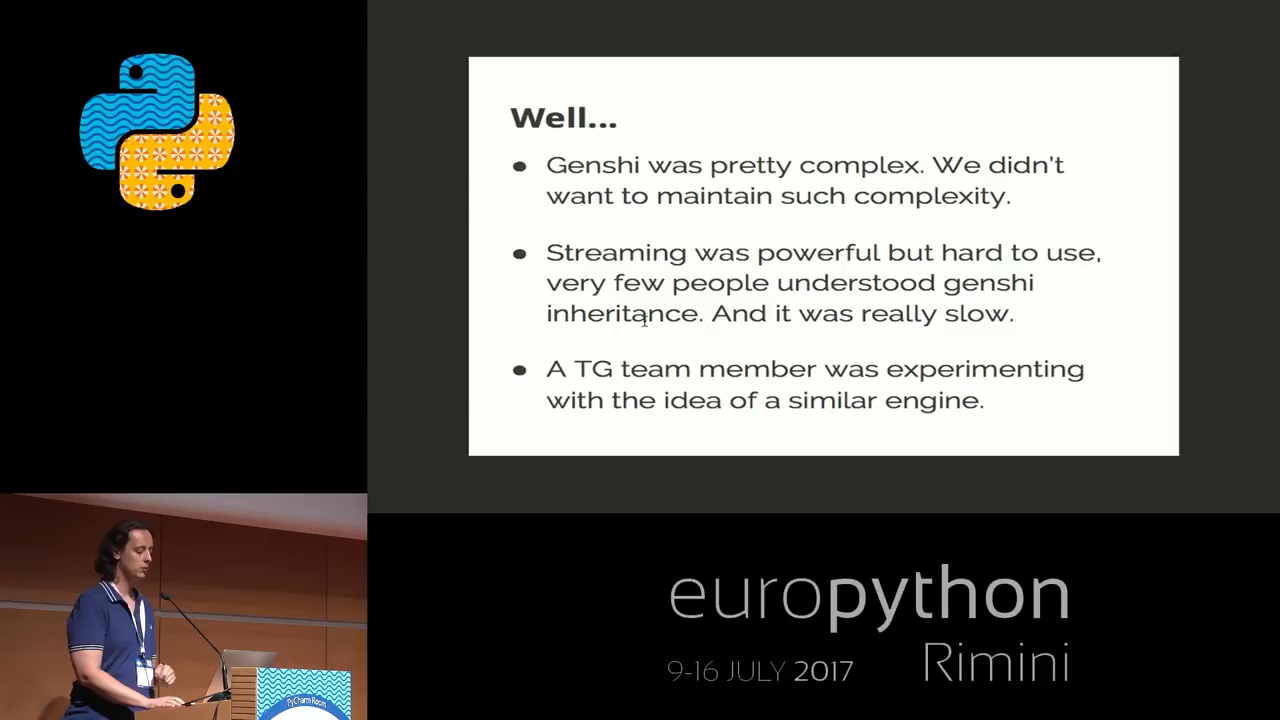 Well...
● Genshi was pretty complex. We didn't
want to maintain such complexity.
● Streaming was powerful but hard to use,
very few people understood genshi
inheritance. And it was really slow.
● A TG team member was experimenting
with the idea of a similar engine.
europython
9-16 JULY 2017
Rimini
PyCharm Room